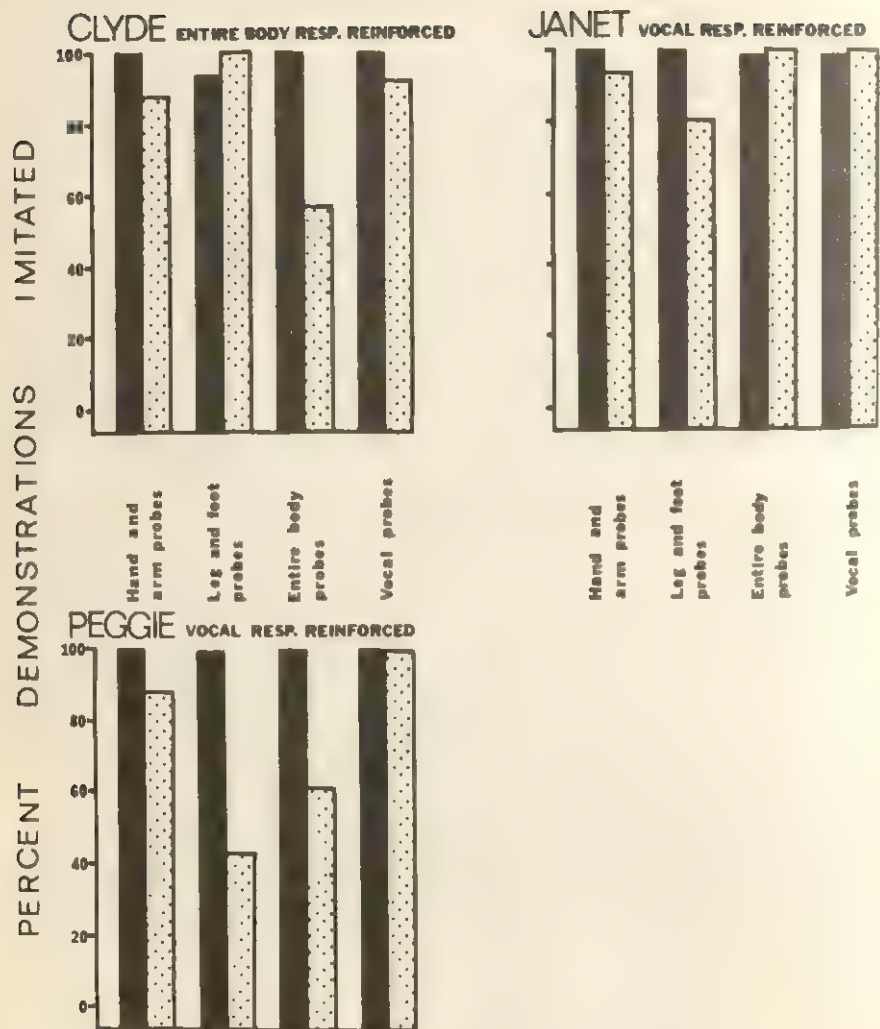 CLYDE ENTIRE BODY RESP. REINFORCED
JANET VOCAL RESP. REINFORCED
PERCENT DEMONSTRATIONS IMITATED
100
80
60
40
20
0
Hand and
arm probes
Leg and foot
probes
Entire body
probes
Vocal probes
Hand and
arm probes
Leg and foot
probes
Entire body
probes
Vocal probes
PEGGIE VOCAL RESP. REINFORCED
100
80
60
40
20
0